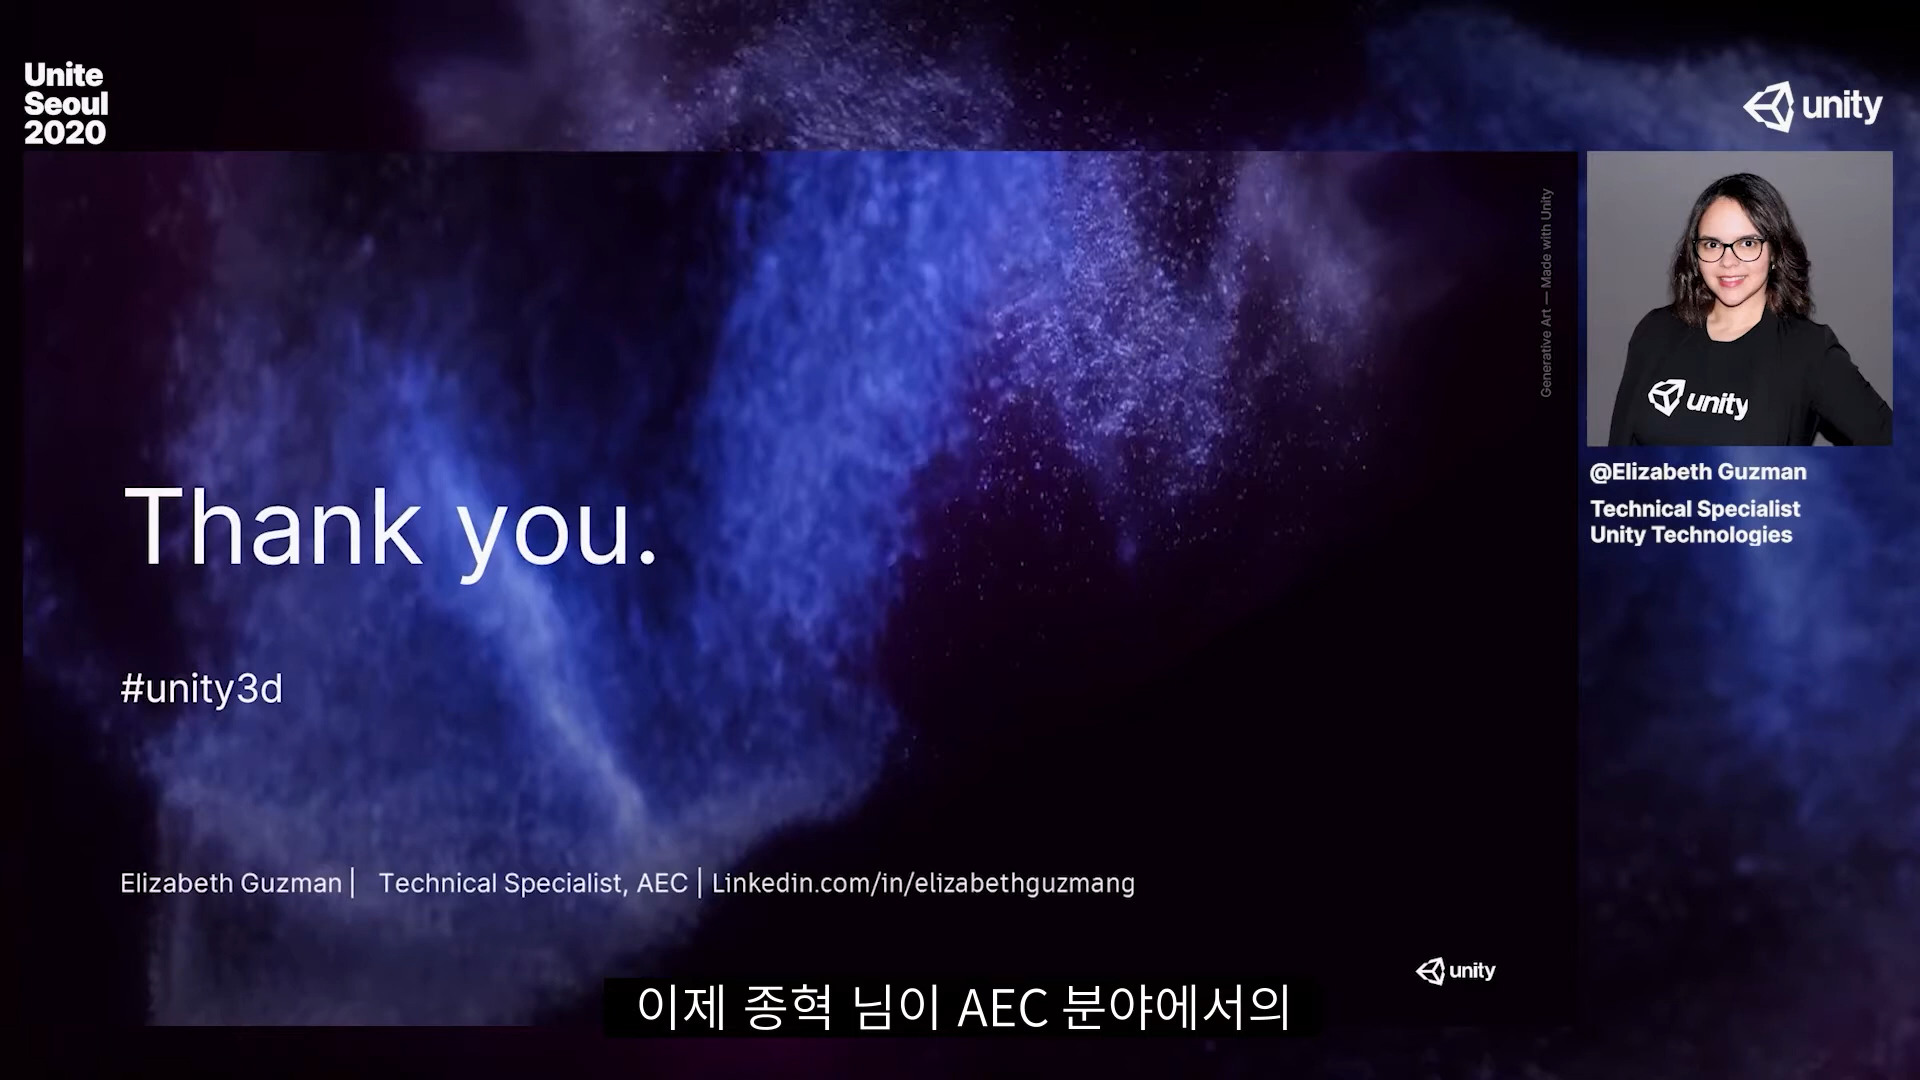 Unite
Seoul
2020
unity
Generative Art — Made with Unity
unity
@Elizabeth Guzman
Technical Specialist
Unity Technologies
Thank you.
#unity3d
Elizabeth Guzman | Technical Specialist, AEC | Linkedin.com/in/elizabethguzmang
unity
이제 종혁 님이 AEC 분야에서의